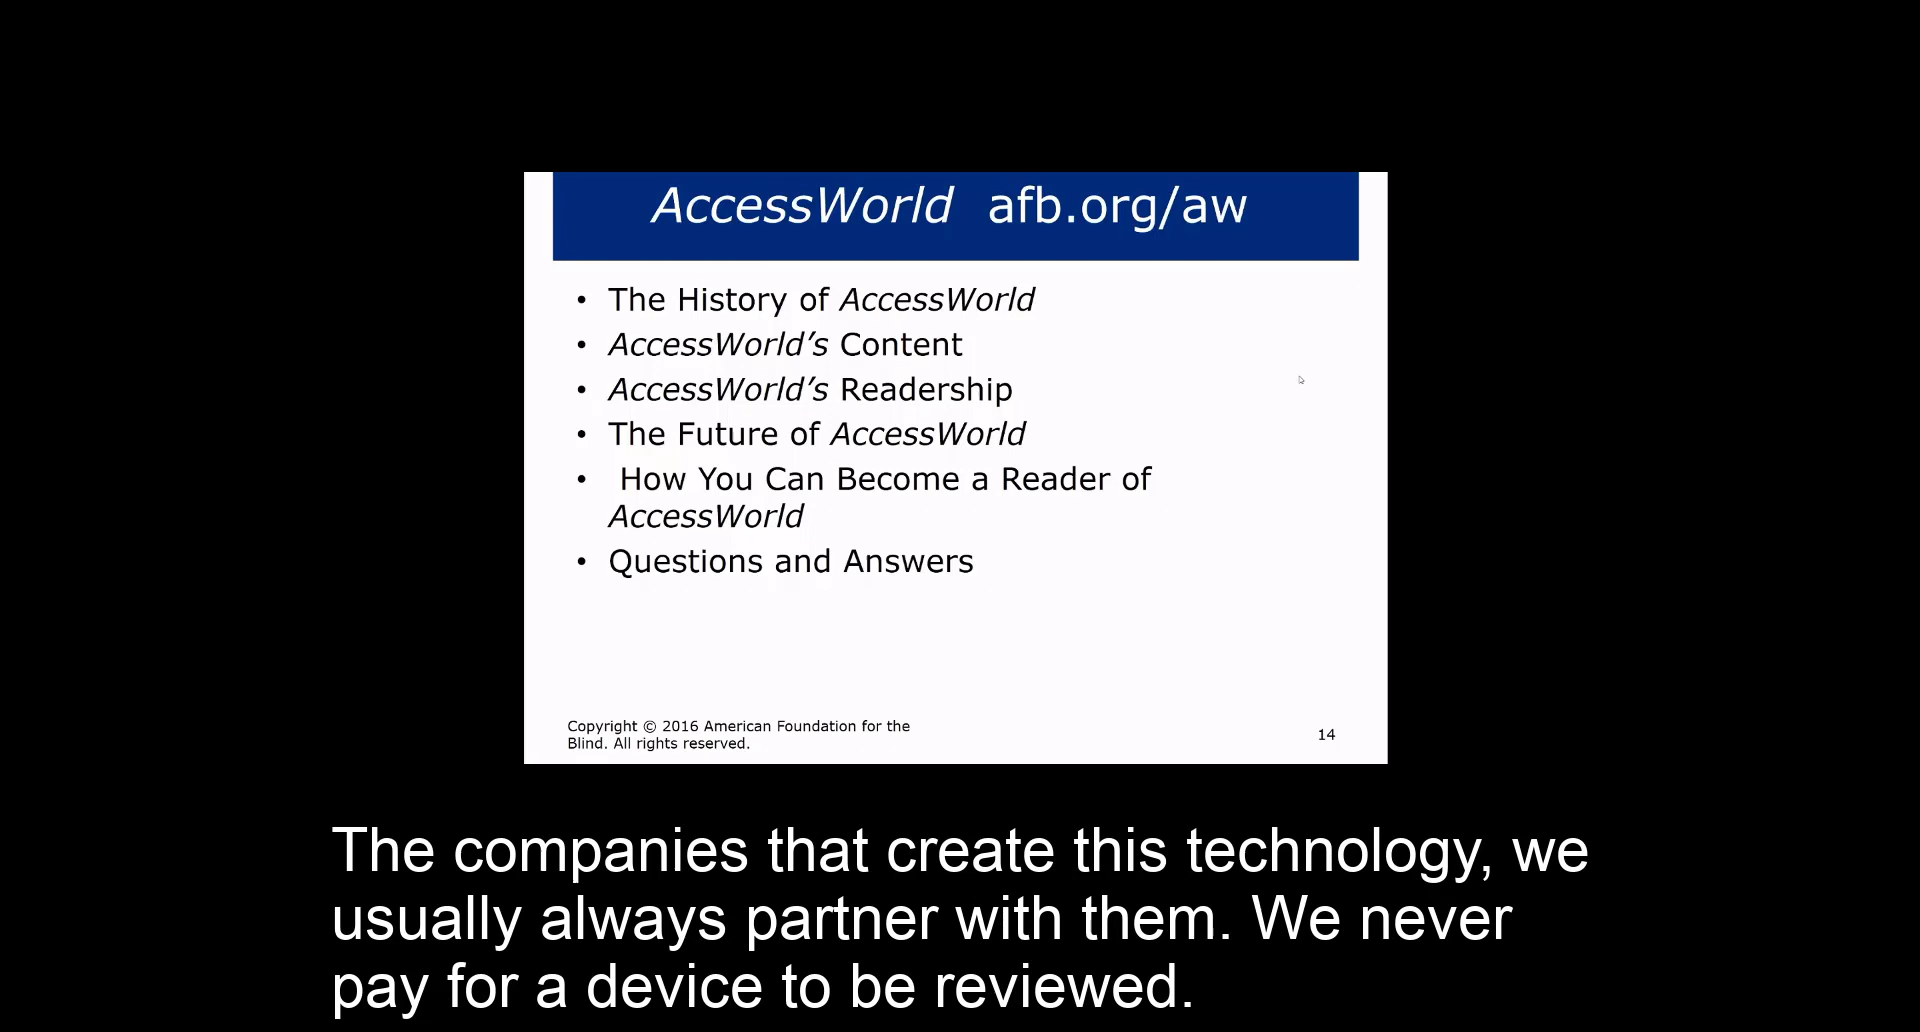 AccessWorld afb.org/aw
• The History of AccessWorld
• AccessWorld’s Content
• AccessWorld’s Readership
• The Future of AccessWorld
• How You Can Become a Reader of
AccessWorld
• Questions and Answers
Copyright © 2016 American Foundation for the
Blind. All rights reserved.
14
The companies that create this technology, we
usually always partner with them. We never
pay for a device to be reviewed.